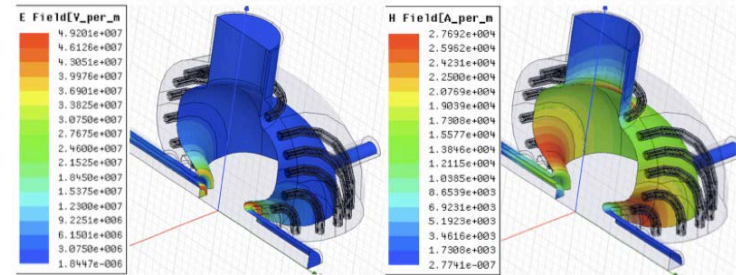 E Field[V_per_m
4.9201e+007
4.6126e+007
4.3051e+007
3.9976e+007
3.6901e+007
3.3825e+007
3.0750e+007
2.7675e+007
2.4600e+007
2.1525e+007
1.8450e+007
1.5375e+007
1.2300e+007
9.2251e+006
6.1501e+006
3.0750e+006
1.8447e-006
H Field[A_per_m
2.7692e+004
2.5962e+004
2.4231e+004
2.2500e+004
2.0769e+004
1.9039e+004
1.7308e+004
1.5577e+004
1.3846e+004
1.2115e+004
1.0385e+004
8.6539e+003
6.9231e+003
5.1923e+003
3.4616e+003
1.7308e+003
2.7741e-007